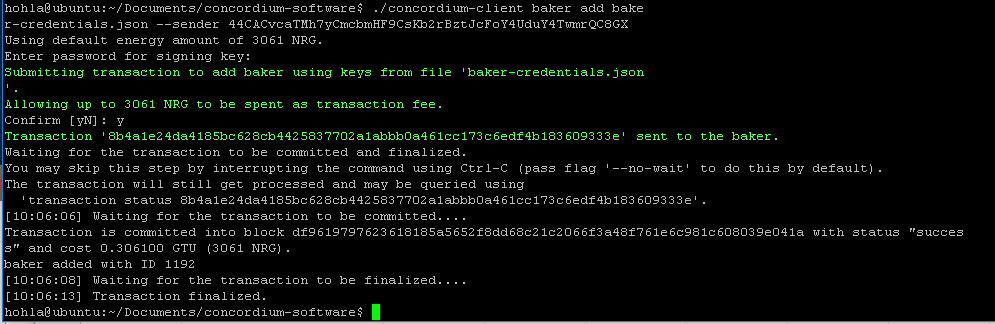 hohla@ubuntu:~/Documents/concordium-software$ ./concordium-client baker add bake
r-credentials.json --sender 44CACvcaTMh7yCmcbmHF9CsKb2rBztJcFoY4UduY4TwmrQC8GX
Using default energy amount of 3061 NRG.
Enter password for signing key:
Submitting transaction to add baker using keys from file 'baker-credentials.json
'.
Allowing up to 3061 NRG to be spent as transaction fee.
Confirm [yN]: y
Transaction '8b4a1e24da4185bc628cb4425837702a1abbb0a461cc173c6edf4b183609333e' sent to the baker.
Waiting for the transaction to be committed and finalized.
You may skip this step by interrupting the command using Ctrl-C (pass flag '--no-wait' to do this by default).
The transaction will still get processed and may be queried using
  'transaction status 8b4a1e24da4185bc628cb4425837702a1abbb0a461cc173c6edf4b183609333e'.
[10:06:06] Waiting for the transaction to be committed....
Transaction is committed into block df9619797623618185a5652f8dd68c21c2066f3a48f761e6c981c608039e041a with status "succes
s" and cost 0.306100 GTU (3061 NRG).
baker added with ID 1192
[10:06:08] Waiting for the transaction to be finalized....
[10:06:13] Transaction finalized.
hohla@ubuntu:~/Documents/concordium-software$